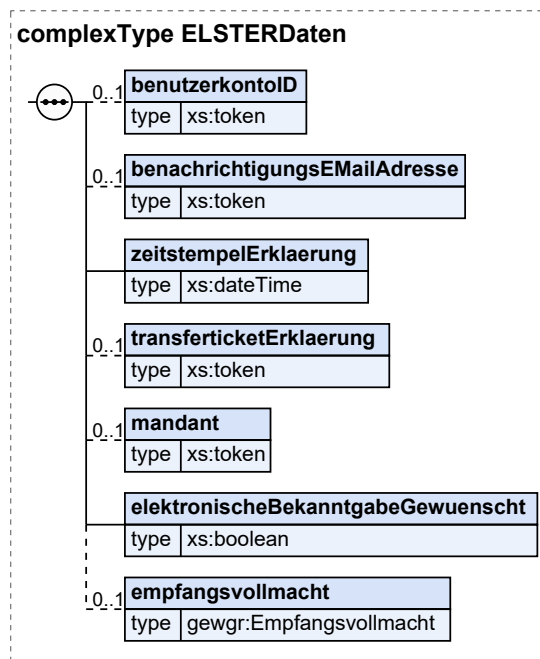 complexType ELSTERDaten
0..1 benutzerkontoID
type xs:token
0..1 benachrichtigungsEMailAdresse
type xs:token
zeitstempelErklaerung
type xs:dateTime
0..1 transferticketErklaerung
type xs:token
0..1 mandant
type xs:token
elektronischeBekanntgabeGewuenscht
type xs:boolean
0..1 empfangsvollmacht
type gewgr:Empfangsvollmacht